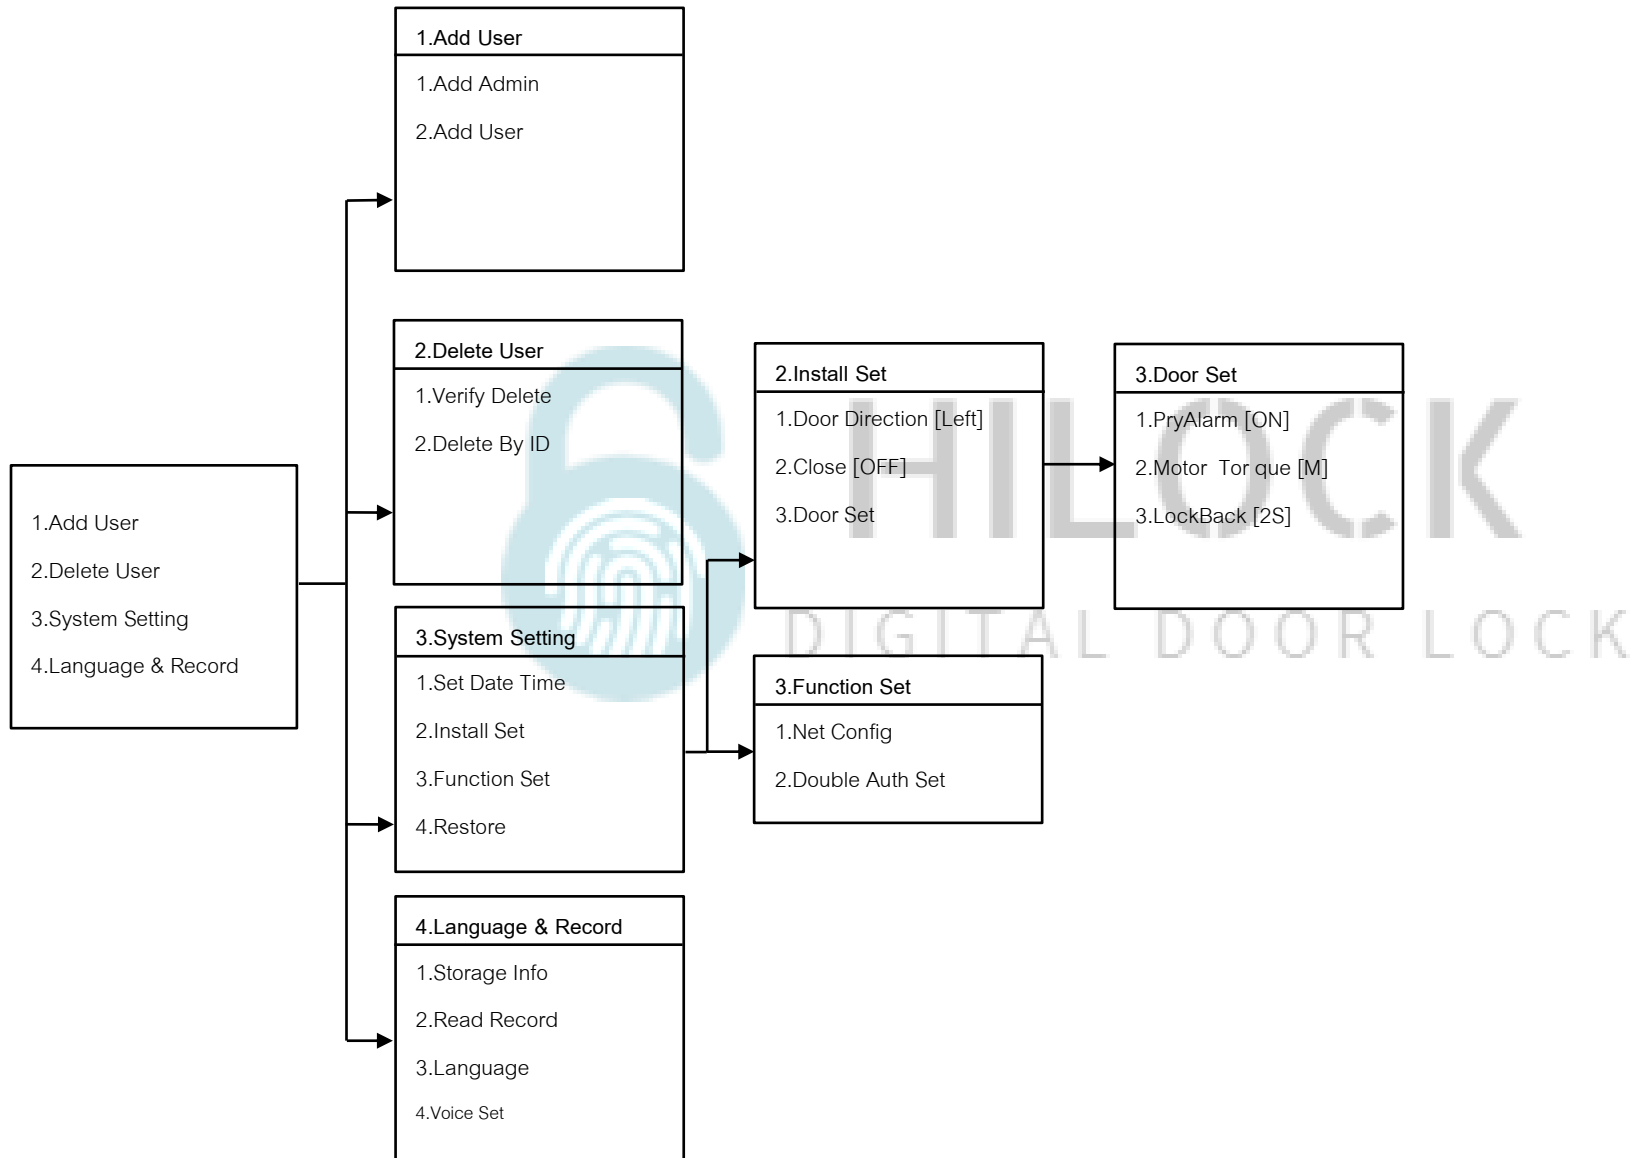 1.Add User
2.Delete User
3.System Setting
4.Language & Record
1.Add User
1.Add Admin
2.Add User
2.Delete User
1.Verify Delete
2.Delete By ID
3.System Setting
1.Set Date Time
2.Install Set
3.Function Set
4.Restore
4.Language & Record
1.Storage Info
2.Read Record
3.Language
4.Voice Set
2.Install Set
1.Door Direction [Left]
2.Close [OFF]
3.Door Set
3.Function Set
1.Net Config
2.Double Auth Set
3.Door Set
1.PryAlarm [ON]
2.Motor  Tor que [M]
3.LockBack [2S]
HILOCK
DIGITAL DOOR LOCK